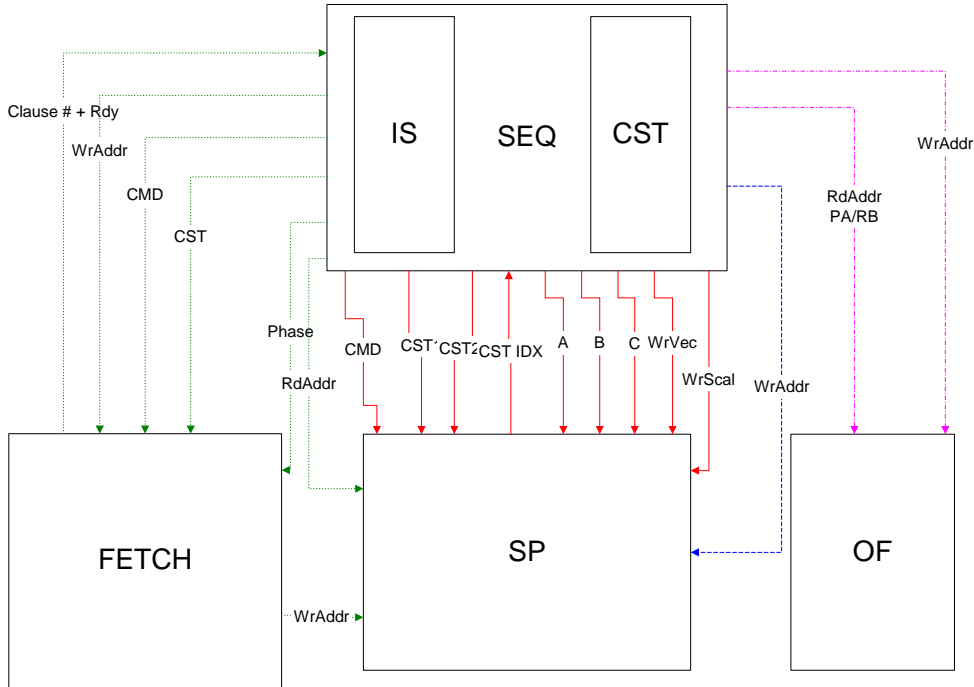 IS
SEQ
CST
Clause # + Rdy
WrAddr
WrAddr
CMD
RdAddr
PA/RB
CST
Phase
CMD
CST1
CST2
CST IDX
A
B
C
WrVec
RdAddr
WrScal
WrAddr
FETCH
SP
OF
WrAddr